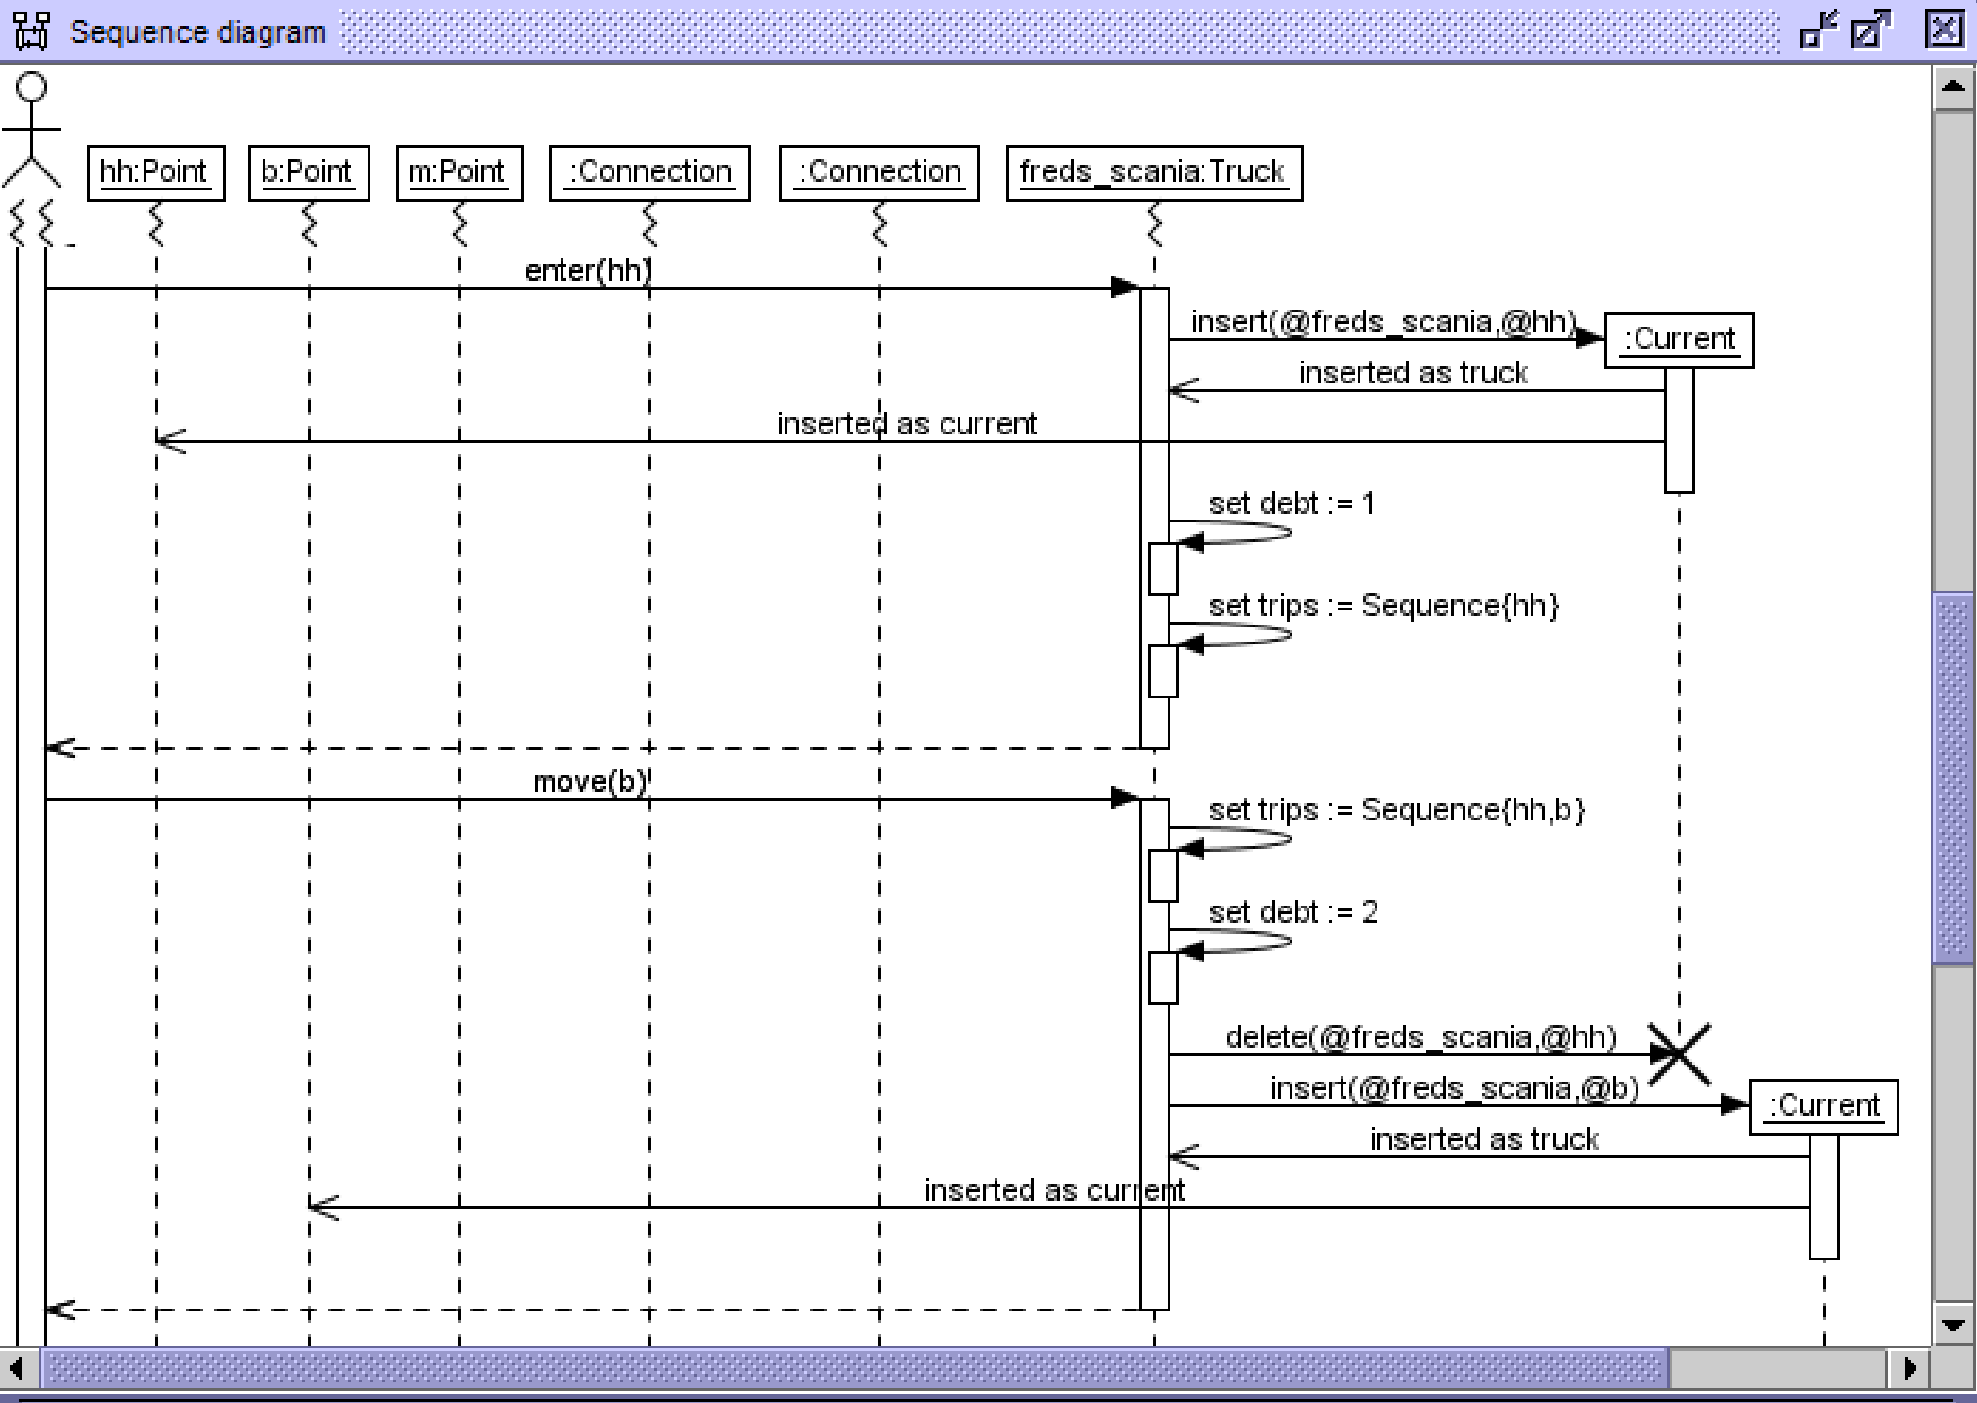 Sequence diagram
hh:Point
b:Point
m:Point
:Connection
:Connection
freds_scania:Truck
enter(hh)
insert(@freds_scania,@hh)
:Current
inserted as truck
inserted as current
set debt := 1
set trips := Sequence{hh}
move(b)
set trips := Sequence{hh,b}
set debt := 2
delete(@freds_scania,@hh)
insert(@freds_scania,@b)
:Current
inserted as truck
inserted as current